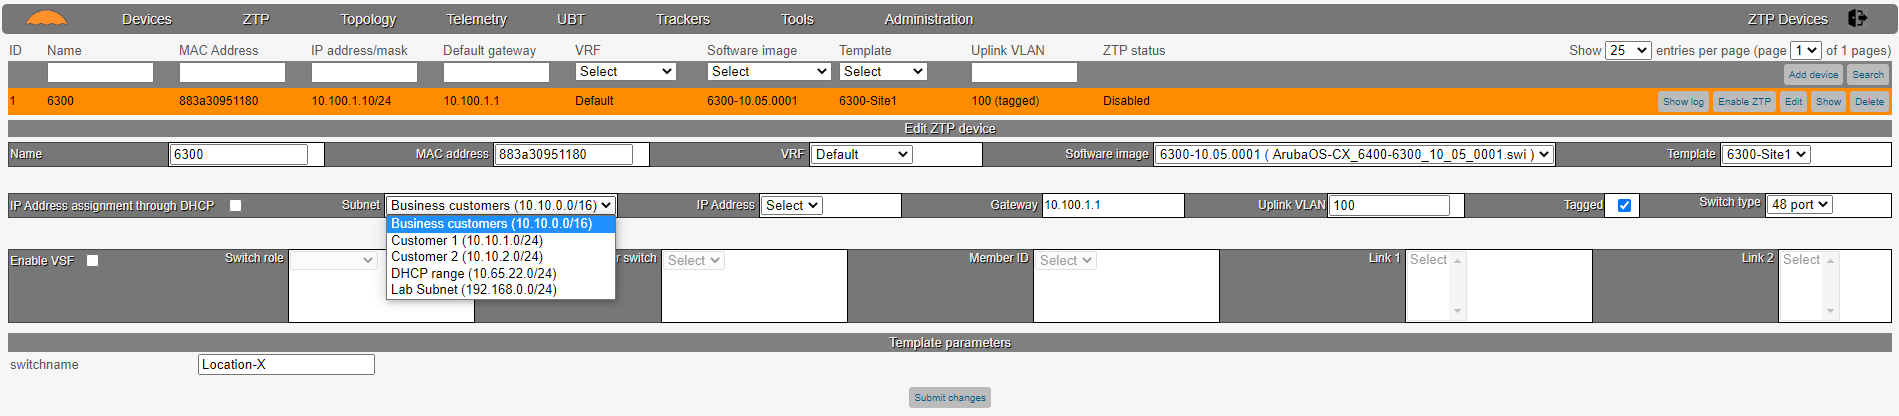 Devices ZTP Topology Telemetry UBT Trackers Tools Administration ZTP Devices
ID Name MAC Address IP address/mask Default gateway VRF Software image Template Uplink VLAN ZTP status Show 25 entries per page (page 1 of 1 pages)
Select Select Select Add device Search
1 6300 883a30951180 10.100.1.10/24 10.100.1.1 Default 6300-10.05.0001 6300-Site1 100 (tagged) Disabled Show log Enable ZTP Edit Show Delete
Edit ZTP device
Name 6300 MAC address 883a30951180 VRF Default Software image 6300-10.05.0001 ( ArubaOS-CX_6400-6300_10_05_0001.swi ) Template 6300-Site1
IP Address assignment through DHCP Subnet Business customers (10.10.0.0/16) IP Address Select Gateway 10.100.1.1 Uplink VLAN 100 Tagged Switch type 48 port
Business customers (10.10.0.0/16)
Customer 1 (10.10.1.0/24)
Customer 2 (10.10.2.0/24)
DHCP range (10.65.22.0/24)
Lab Subnet (192.168.0.0/24)
Enable VSF Switch role r switch Select Member ID Select Link 1 Select Link 2 Select
Template parameters
switchname Location-X
Submit changes